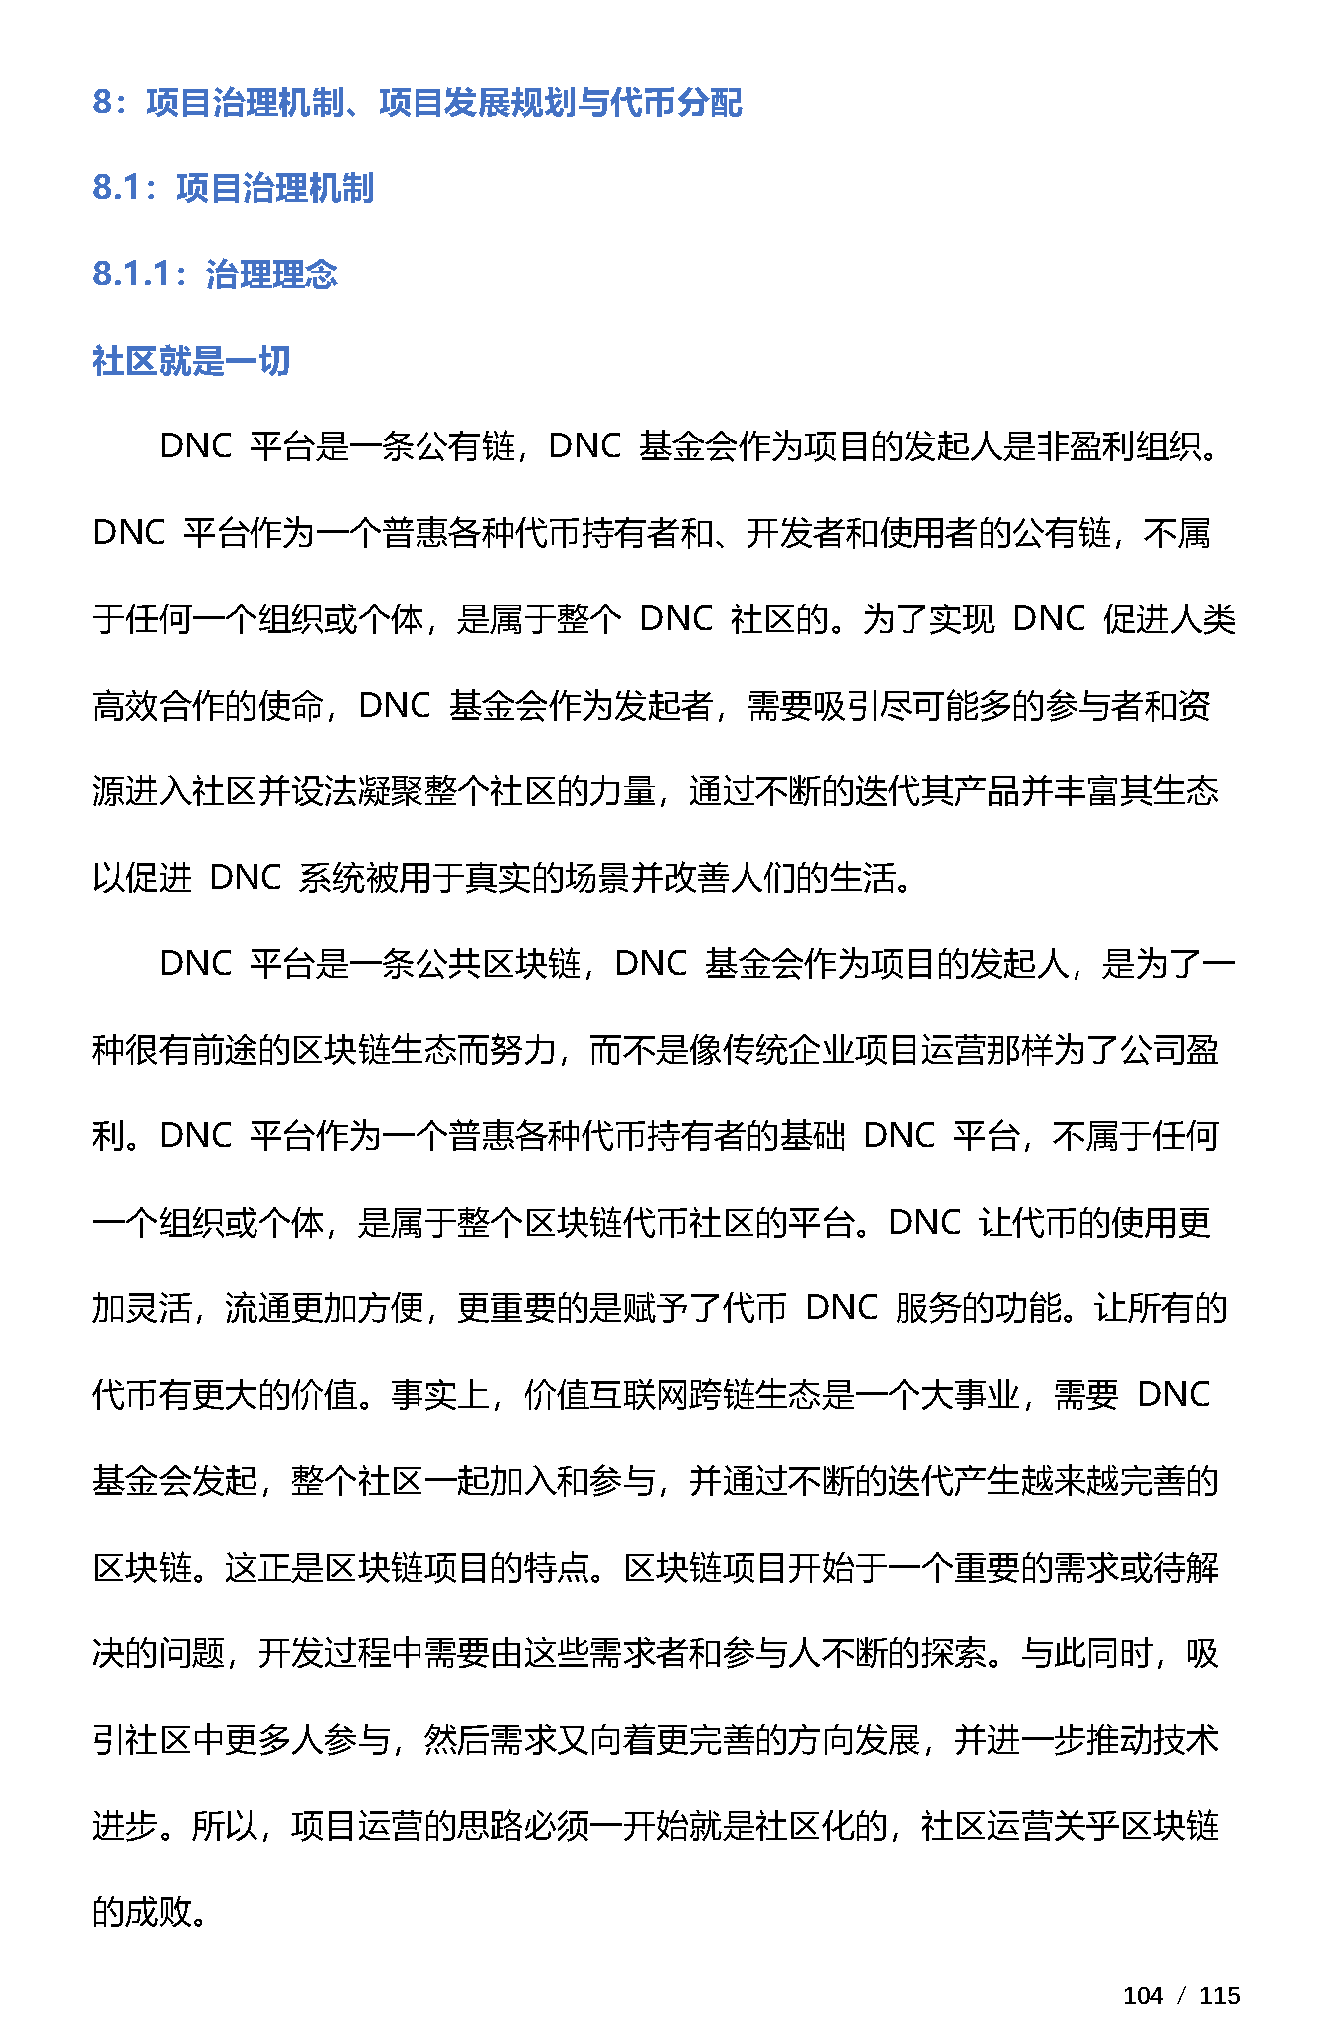 8：项目治理机制、项目发展规划与代币分配
8.1：项目治理机制
8.1.1：治理理念
社区就是一切
DNC 平台是一条公有链，DNC 基金会作为项目的发起人是非盈利组织。
DNC 平台作为一个普惠各种代币持有者和、开发者和使用者的公有链，不属
于任何一个组织或个体，是属于整个 DNC 社区的。为了实现 DNC 促进人类
高效合作的使命，DNC 基金会作为发起者，需要吸引尽可能多的参与者和资
源进入社区并设法凝聚整个社区的力量，通过不断的迭代其产品并丰富其生态
以促进 DNC 系统被用于真实的场景并改善人们的生活。
DNC 平台是一条公共区块链，DNC 基金会作为项目的发起人，是为了一
种很有前途的区块链生态而努力，而不是像传统企业项目运营那样为了公司盈
利。DNC 平台作为一个普惠各种代币持有者的基础 DNC 平台，不属于任何
一个组织或个体，是属于整个区块链代币社区的平台。DNC 让代币的使用更
加灵活，流通更加方便，更重要的是赋予了代币 DNC 服务的功能。让所有的
代币有更大的价值。事实上，价值互联网跨链生态是一个大事业，需要 DNC
基金会发起，整个社区一起加入和参与，并通过不断的迭代产生越来越完善的
区块链。这正是区块链项目的特点。区块链项目开始于一个重要的需求或待解
决的问题，开发过程中需要由这些需求者和参与人不断的探索。与此同时，吸
引社区中更多人参与，然后需求又向着更完善的方向发展，并进一步推动技术
进步。所以，项目运营的思路必须一开始就是社区化的，社区运营关乎区块链
的成败。
104 / 115